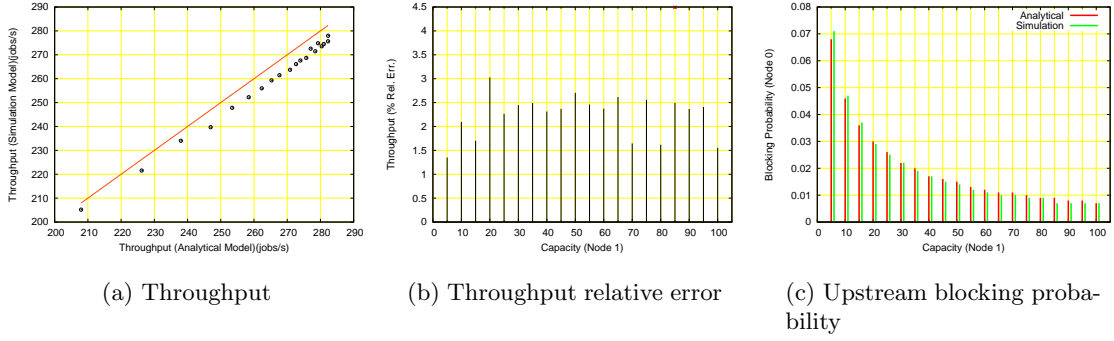 290
280
270
260
250
240
230
220
210
200
200 210 220 230 240 250 260 270 280 290
Throughput (Simulation Model)(jobs/s)
Throughput (Analytical Model)(jobs/s)
(a) Throughput
4.5
4
3.5
3
2.5
2
1.5
1
0.5
0
0 10 20 30 40 50 60 70 80 90 100
Throughput (% Rel. Err.)
Capacity (Node 1)
(b) Throughput relative error
0.08
0.07
0.06
0.05
0.04
0.03
0.02
0.01
0
0 10 20 30 40 50 60 70 80 90 100
Blocking Probability (Node 0)
Capacity (Node 1)
Analytical
Simulation
(c) Upstream blocking proba-
bility